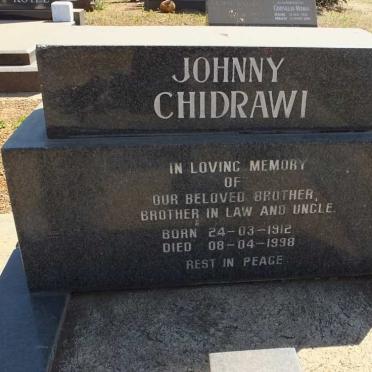 JOHNNY
CHIDRAWI
IN LOVING MEMORY
OF
OUR BELOVED BROTHER,
BROTHER IN LAW AND UNCLE.
BORN 24-03-1912
DIED 08-04-1998
REST IN PEACE